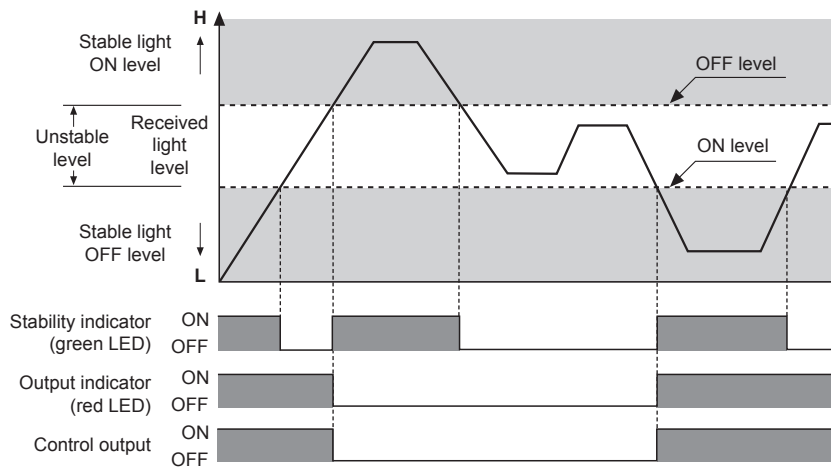 H
Stable light
ON level
OFF level
Unstable
level
Received
light
level
ON level
Stable light
OFF level
L
Stability indicator
(green LED)
ON
OFF
Output indicator
(red LED)
ON
OFF
Control output
ON
OFF